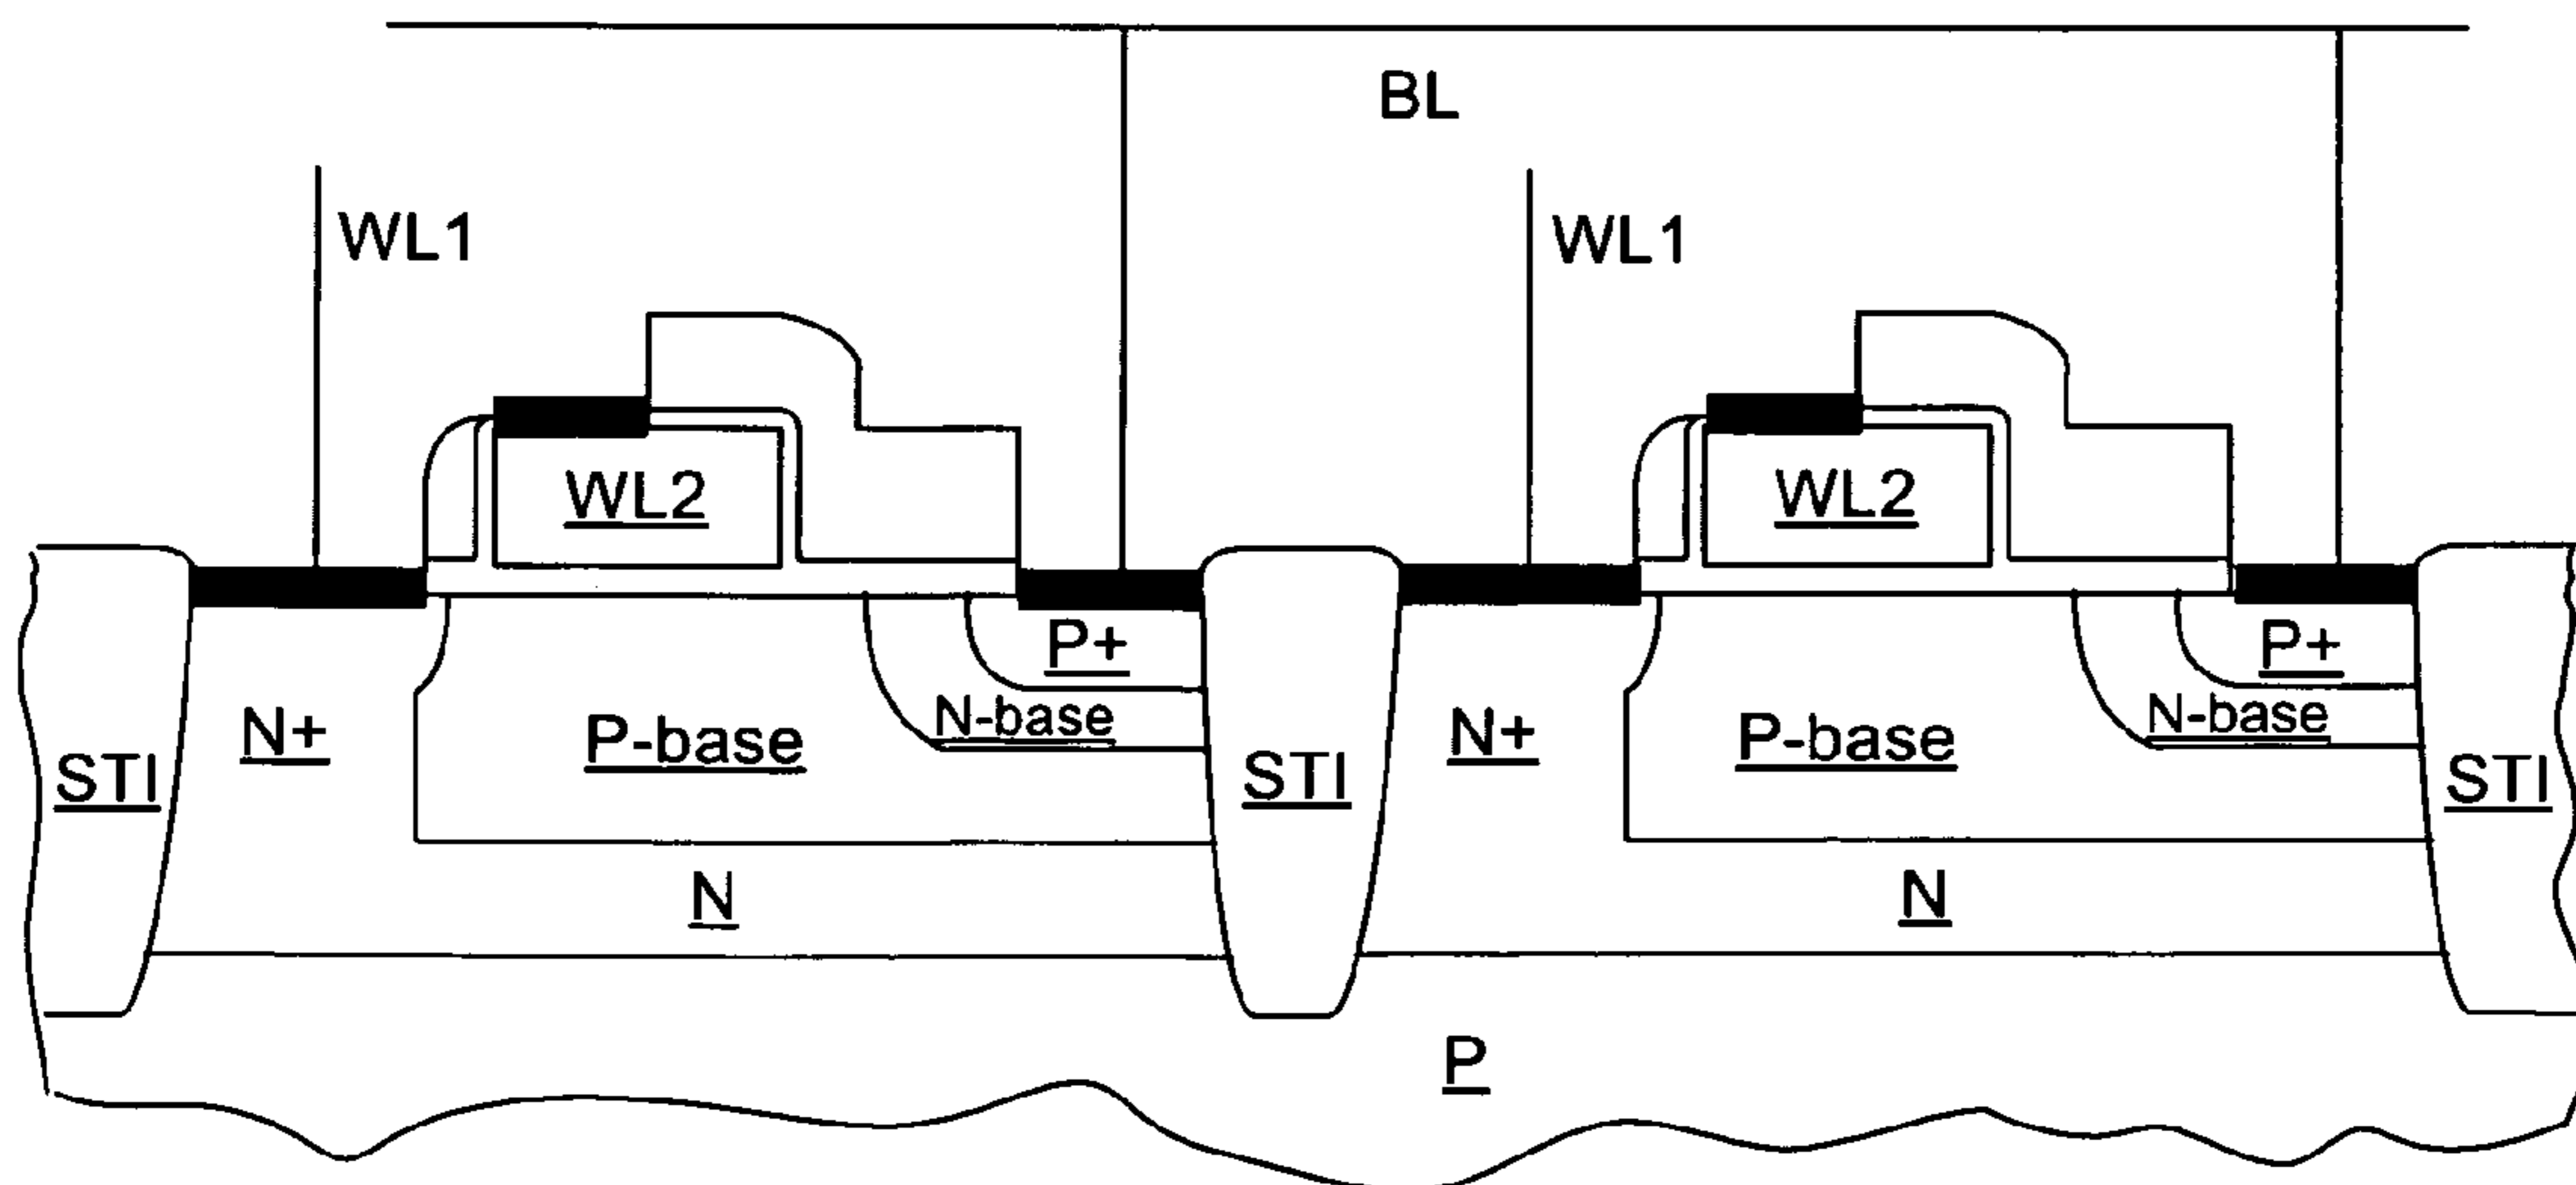 BL
WL1
WL1
WL2
WL2
P+
P+
N-base
N-base
N+
P-base
N+
P-base
STI
STI
STI
N
N
P